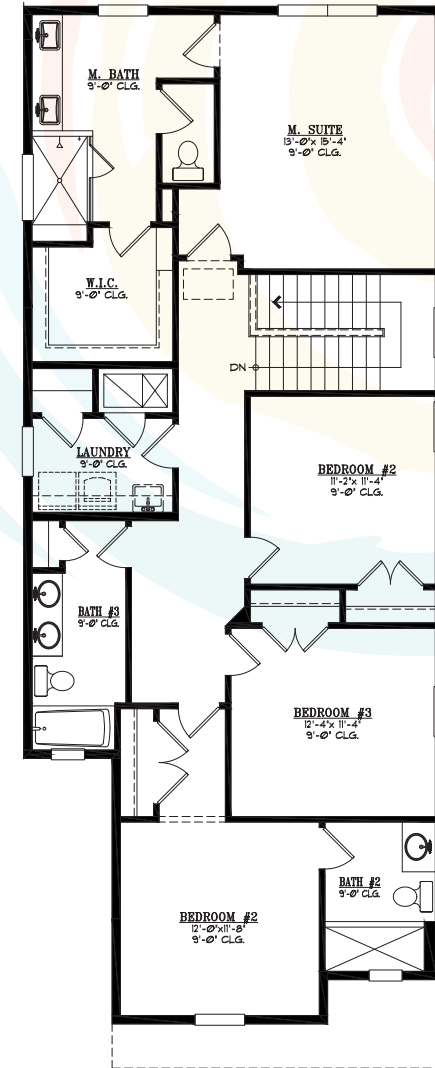 M. BATH
9'-0" CLG.
M. SUITE
13'-0"x 15'-4"
9'-0" CLG.
W.I.C.
9'-0" CLG.
DN
LAUNDRY
9'-0" CLG.
BEDROOM #2
11'-2"x 11'-4"
9'-0" CLG.
BATH #3
9'-0" CLG.
BEDROOM #3
12'-4"x 11'-4"
9'-0" CLG.
BATH #2
9'-0" CLG.
BEDROOM #2
12'-0"x11'-8"
9'-0" CLG.